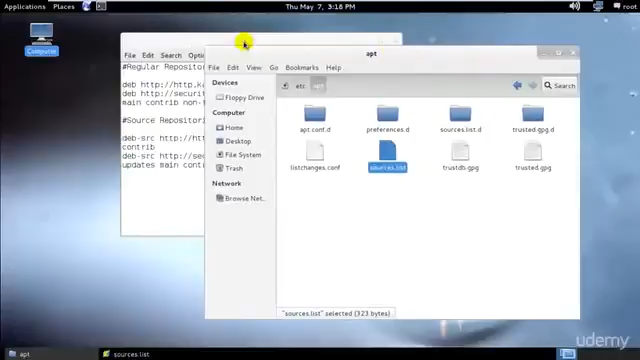 Applications Places Thu May 7, 3:16 PM root
Computer
File Edit Search
#Regular Reposito
deb http://http.k
deb http://securi
main contrib non-
#Source Repositor
deb-src http://ht
contrib
deb-src http://se
updates main contr
apt
File Edit View Go Bookmarks Help
etc apt Search
Devices
Floppy Drive
Computer
Home
Desktop
File System
Trash
Network
Browse Net...
apt.conf.d preferences.d sources.list.d trusted.gpg.d
listchanges.conf sources.list trustdb.gpg trusted.gpg
"sources.list" selected (323 bytes)
apt sources.list
udemy